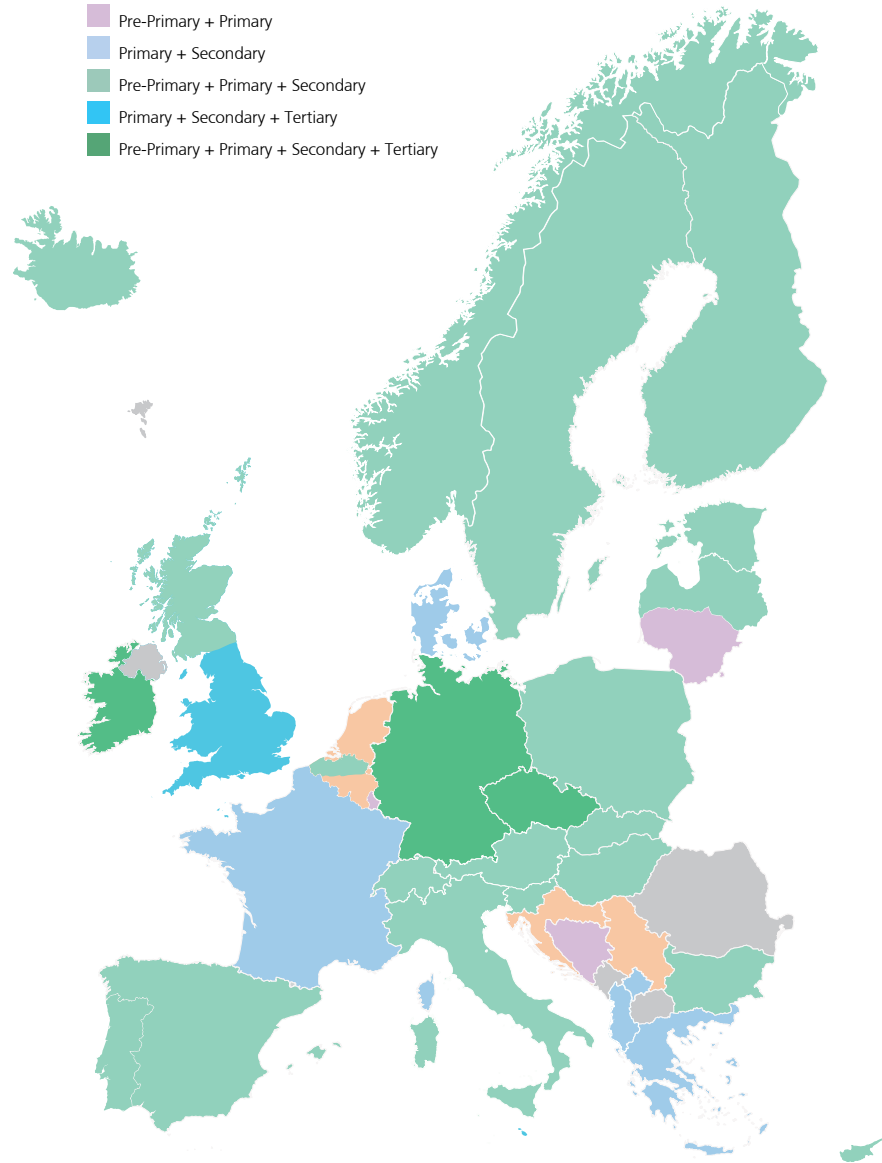 Pre-Primary + Primary
Primary + Secondary
Pre-Primary + Primary + Secondary
Primary + Secondary + Tertiary
Pre-Primary + Primary + Secondary + Tertiary